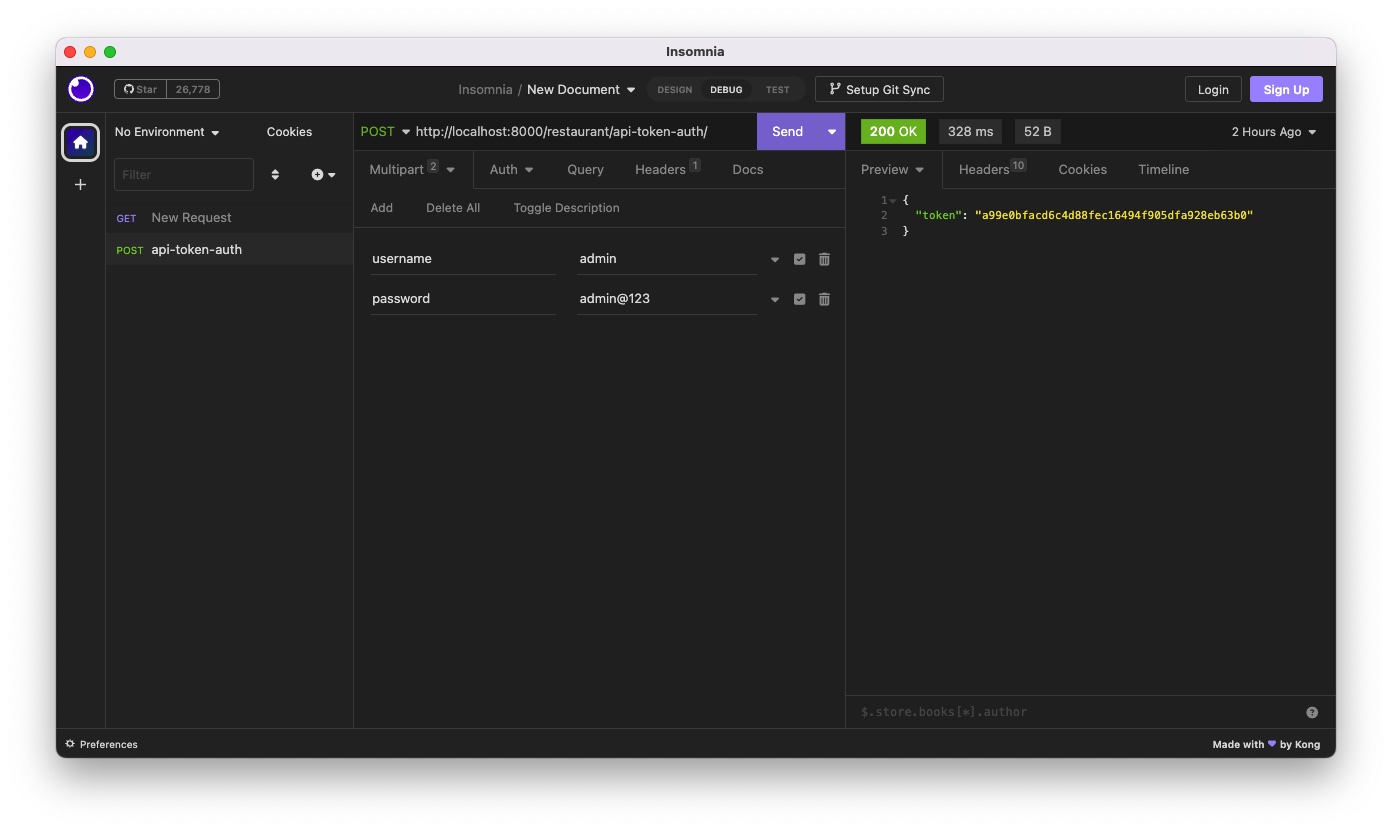 Insomnia
Star 26,778 Insomnia / New Document DESIGN DEBUG TEST Setup Git Sync Login Sign Up
No Environment Cookies POST http://localhost:8000/restaurant/api-token-auth/ Send 200 OK 328 ms 52 B 2 Hours Ago
Filter Multipart 2 Auth Query Headers 1 Docs Preview Headers 10 Cookies Timeline
Add Delete All Toggle Description
GET New Request
POST api-token-auth
username admin
password admin@123
1 {
2 "token": "a99e0bfacd6c4d88fec16494f905dfa928eb63b0"
3 }
$.store.books[*].author
Preferences Made with ❤ by Kong